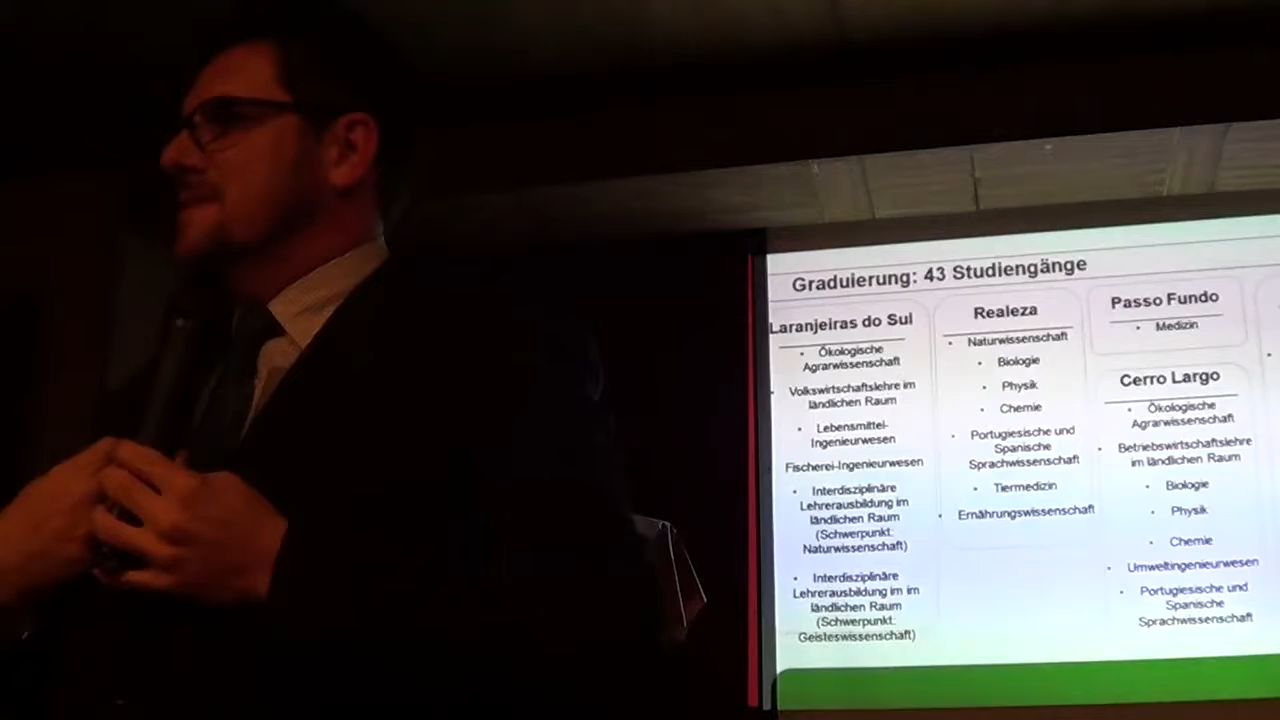 Graduierung: 43 Studiengänge
Laranjeiras do Sul
• Ökologische
Agrarwissenschaft
• Volkswirtschaftslehre im
ländlichen Raum
• Lebensmittel-
Ingenieurwesen
Fischerei-Ingenieurwesen
• Interdisziplinäre
Lehrerausbildung im
ländlichen Raum
(Schwerpunkt:
Naturwissenschaft)
• Interdisziplinäre
Lehrerausbildung im im
ländlichen Raum
(Schwerpunkt:
Geisteswissenschaft)
Realeza
• Naturwissenschaft
• Biologie
• Physik
• Chemie
• Portugiesische und
Spanische
Sprachwissenschaft
• Tiermedizin
• Ernährungswissenschaft
Passo Fundo
• Medizin
Cerro Largo
• Ökologische
Agrarwissenschaft
• Betriebswirtschaftslehre
im ländlichen Raum
• Biologie
• Physik
• Chemie
• Umweltingenieurwesen
• Portugiesische und
Spanische
Sprachwissenschaft